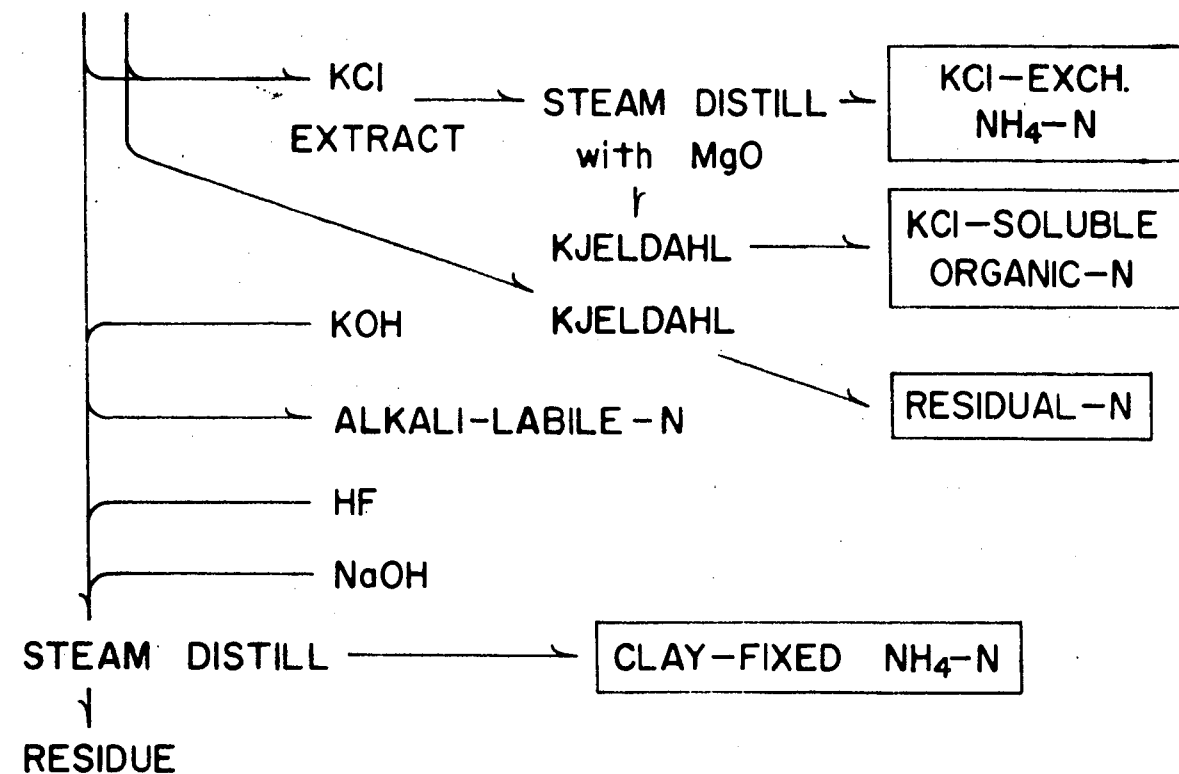 KCl
EXTRACT
STEAM DISTILL
with MgO
KCl-EXCH.
NH₄-N
KJELDAHL
KCl-SOLUBLE
ORGANIC-N
KOH
KJELDAHL
RESIDUAL-N
ALKALI-LABILE-N
HF
NaOH
STEAM DISTILL
CLAY-FIXED NH₄-N
RESIDUE